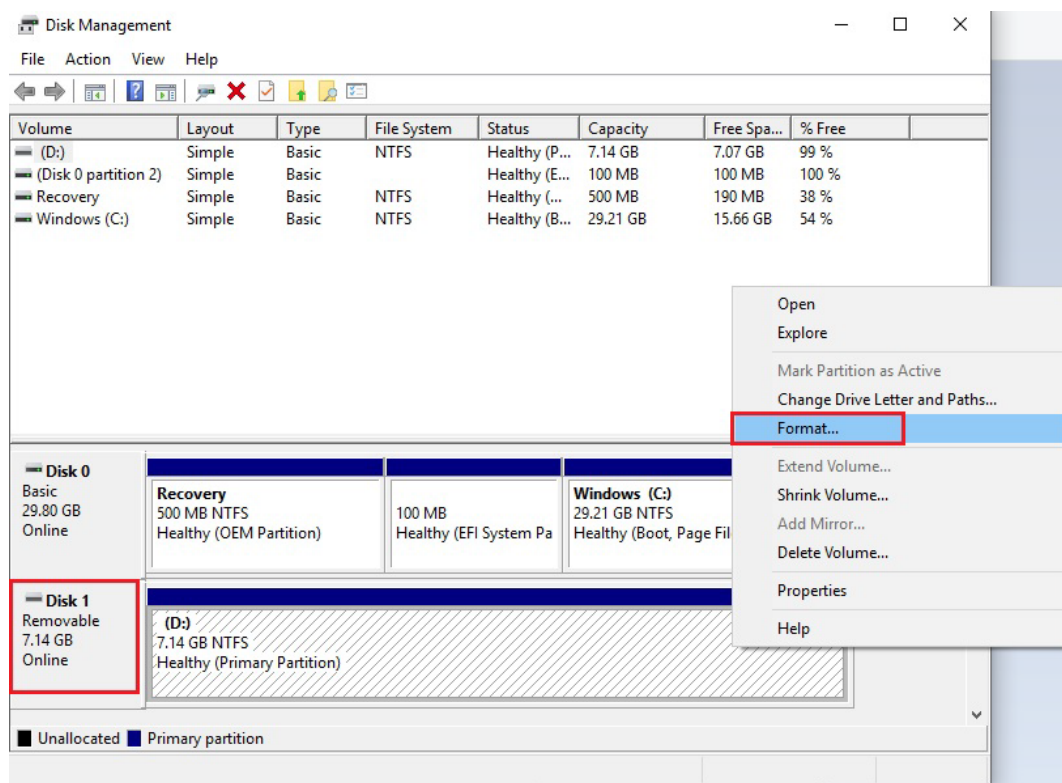 Disk Management
File Action View Help
Volume Layout Type File System Status Capacity Free Spa... % Free
(D:) Simple Basic NTFS Healthy (P... 7.14 GB 7.07 GB 99 %
(Disk 0 partition 2) Simple Basic Healthy (E... 100 MB 100 MB 100 %
Recovery Simple Basic NTFS Healthy (... 500 MB 190 MB 38 %
Windows (C:) Simple Basic NTFS Healthy (B... 29.21 GB 15.66 GB 54 %
Open
Explore
Mark Partition as Active
Change Drive Letter and Paths...
Format...
Extend Volume...
Shrink Volume...
Add Mirror...
Delete Volume...
Properties
Help
Disk 0
Basic
29.80 GB
Online
Recovery
500 MB NTFS
Healthy (OEM Partition)
100 MB
Healthy (EFI System Pa
Windows (C:)
29.21 GB NTFS
Healthy (Boot, Page Fil
Disk 1
Removable
7.14 GB
Online
(D:)
7.14 GB NTFS
Healthy (Primary Partition)
Unallocated Primary partition